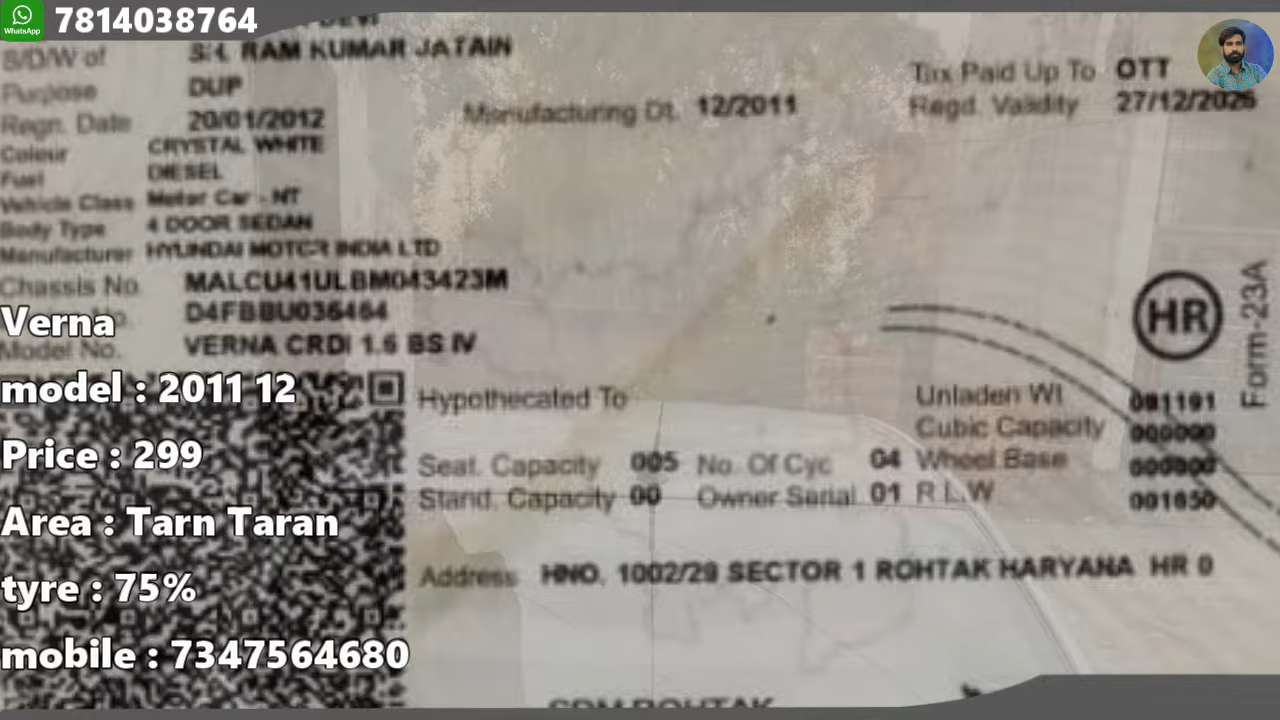 WhatsApp 7814038764
S/D/W of SH. RAM KUMAR JATAIN
Purpose DUP
Regn. Date 20/01/2012
Colour CRYSTAL WHITE
Fuel DIESEL
Vehicle Class Motor Car - NT
Body Type 4 DOOR SEDAN
Manufacturer HYUNDAI MOTOR INDIA LTD
Chassis No. MALCU41ULBM043423M
D4FBBU036464
Model No. VERNA CRDI 1.6 BS IV
Manufacturing Dt. 12/2011
Tax Paid Up To OTT
Regd. Validity 27/12/2026
HR
Form-23A
Hypothecated To
Unladen Wt 001191
Cubic Capacity 000000
Seat. Capacity 005 No. Of Cyc 04 Wheel Base 000000
Stand. Capacity 00 Owner Serial 01 R L W 001650
Address HNO. 1002/29 SECTOR 1 ROHTAK HARYANA HR 0
SDM ROHTAK
Verna
model : 2011 12
Price : 299
Area : Tarn Taran
tyre : 75%
mobile : 7347564680